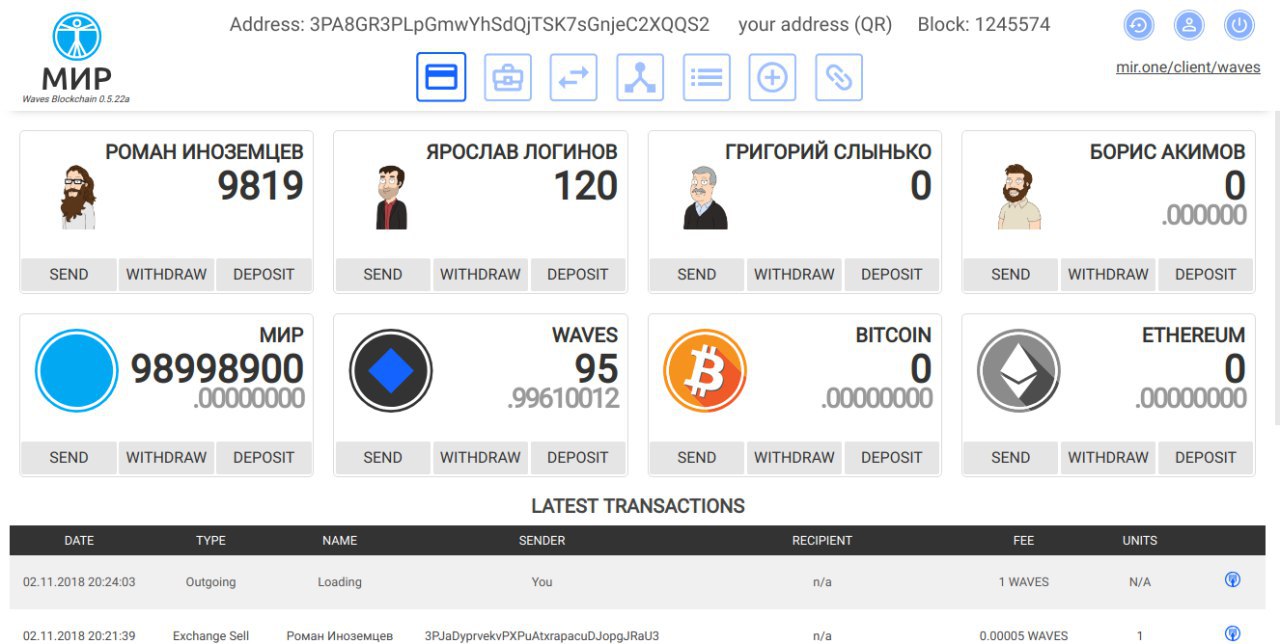 Address: 3PA8GR3PLpGmwYhSdQjTSK7sGnjeC2XQQS2 your address (QR) Block: 1245574
МИР
Waves Blockchain 0.5.22a
mir.one/client/waves
РОМАН ИНОЗЕМЦЕВ
9819
SEND WITHDRAW DEPOSIT
ЯРОСЛАВ ЛОГИНОВ
120
SEND WITHDRAW DEPOSIT
ГРИГОРИЙ СЛЫНЬКО
0
SEND WITHDRAW DEPOSIT
БОРИС АКИМОВ
0
.000000
SEND WITHDRAW DEPOSIT
МИР
98998900
.00000000
SEND WITHDRAW DEPOSIT
WAVES
95
.99610012
SEND WITHDRAW DEPOSIT
BITCOIN
0
.00000000
SEND WITHDRAW DEPOSIT
ETHEREUM
0
.00000000
SEND WITHDRAW DEPOSIT
LATEST TRANSACTIONS
DATE TYPE NAME SENDER RECIPIENT FEE UNITS
02.11.2018 20:24:03 Outgoing Loading You n/a 1 WAVES N/A
02.11.2018 20:21:39 Exchange Sell Роман Иноземцев 3PJaDyprvekvPXPuAtxrapacuDJopgJRaU3 n/a 0.00005 WAVES 1